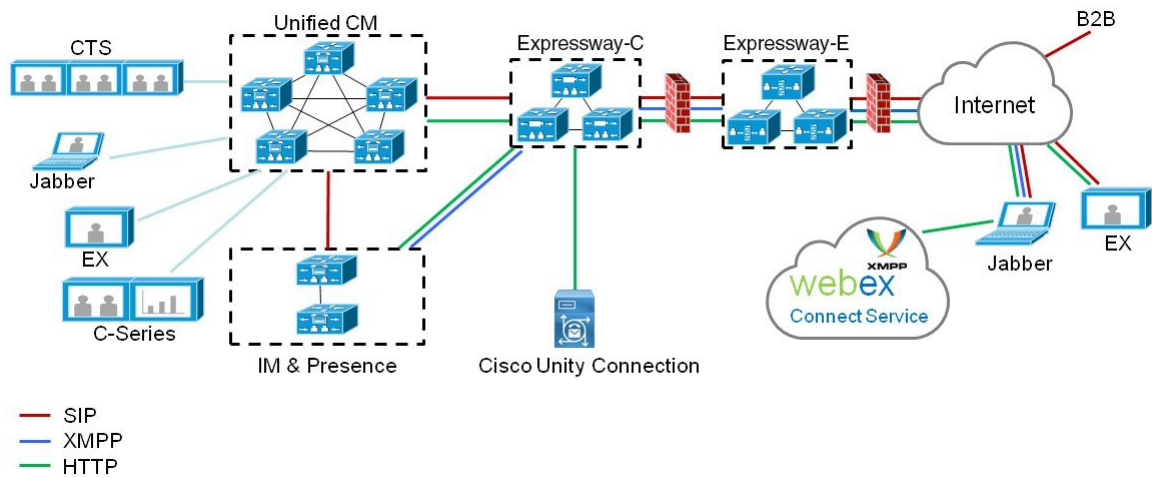 B2B
Unified CM
CTS
Expressway-C
Expressway-E
Internet
Jabber
EX
C-Series
IM & Presence
Cisco Unity Connection
XMPP
webex
Connect Service
Jabber
EX
SIP
XMPP
HTTP